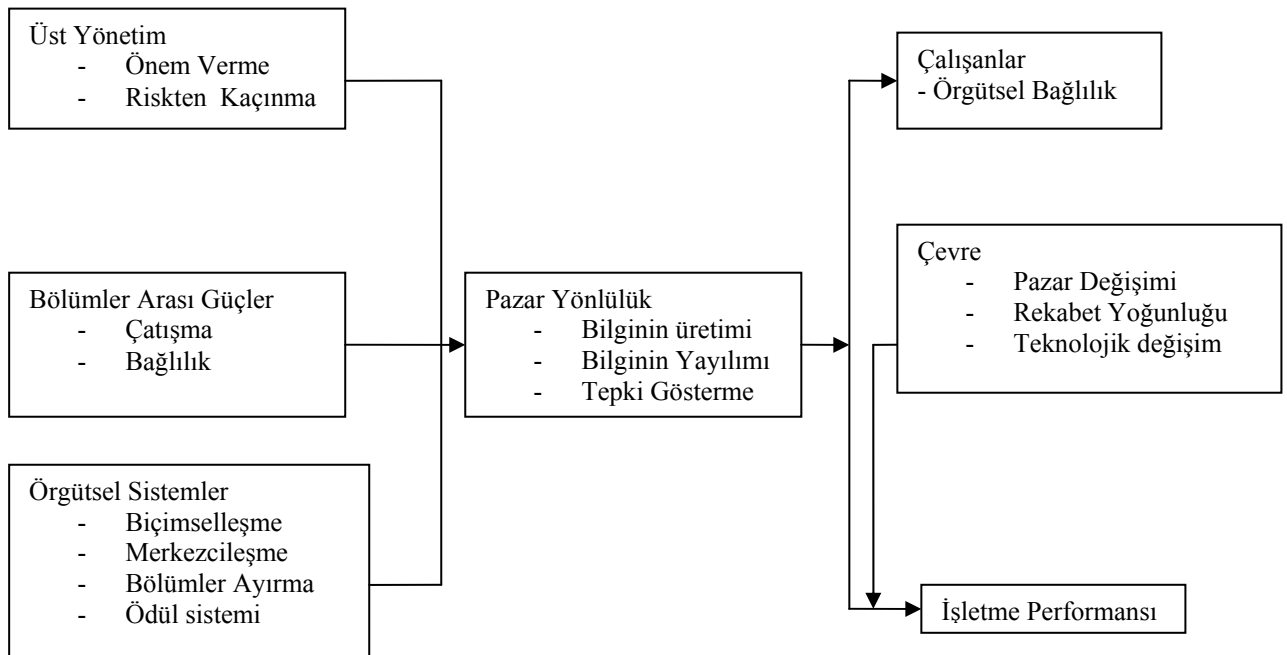 Üst Yönetim
- Önem Verme
- Riskten Kaçınma
Bölümler Arası Güçler
- Çatışma
- Bağlılık
Örgütsel Sistemler
- Biçimselleşme
- Merkezcileşme
- Bölümler Ayırma
- Ödül sistemi
Pazar Yönlülük
- Bilginin üretimi
- Bilginin Yayılımı
- Tepki Gösterme
Çalışanlar
- Örgütsel Bağlılık
Çevre
- Pazar Değişimi
- Rekabet Yoğunluğu
- Teknolojik değişim
İşletme Performansı